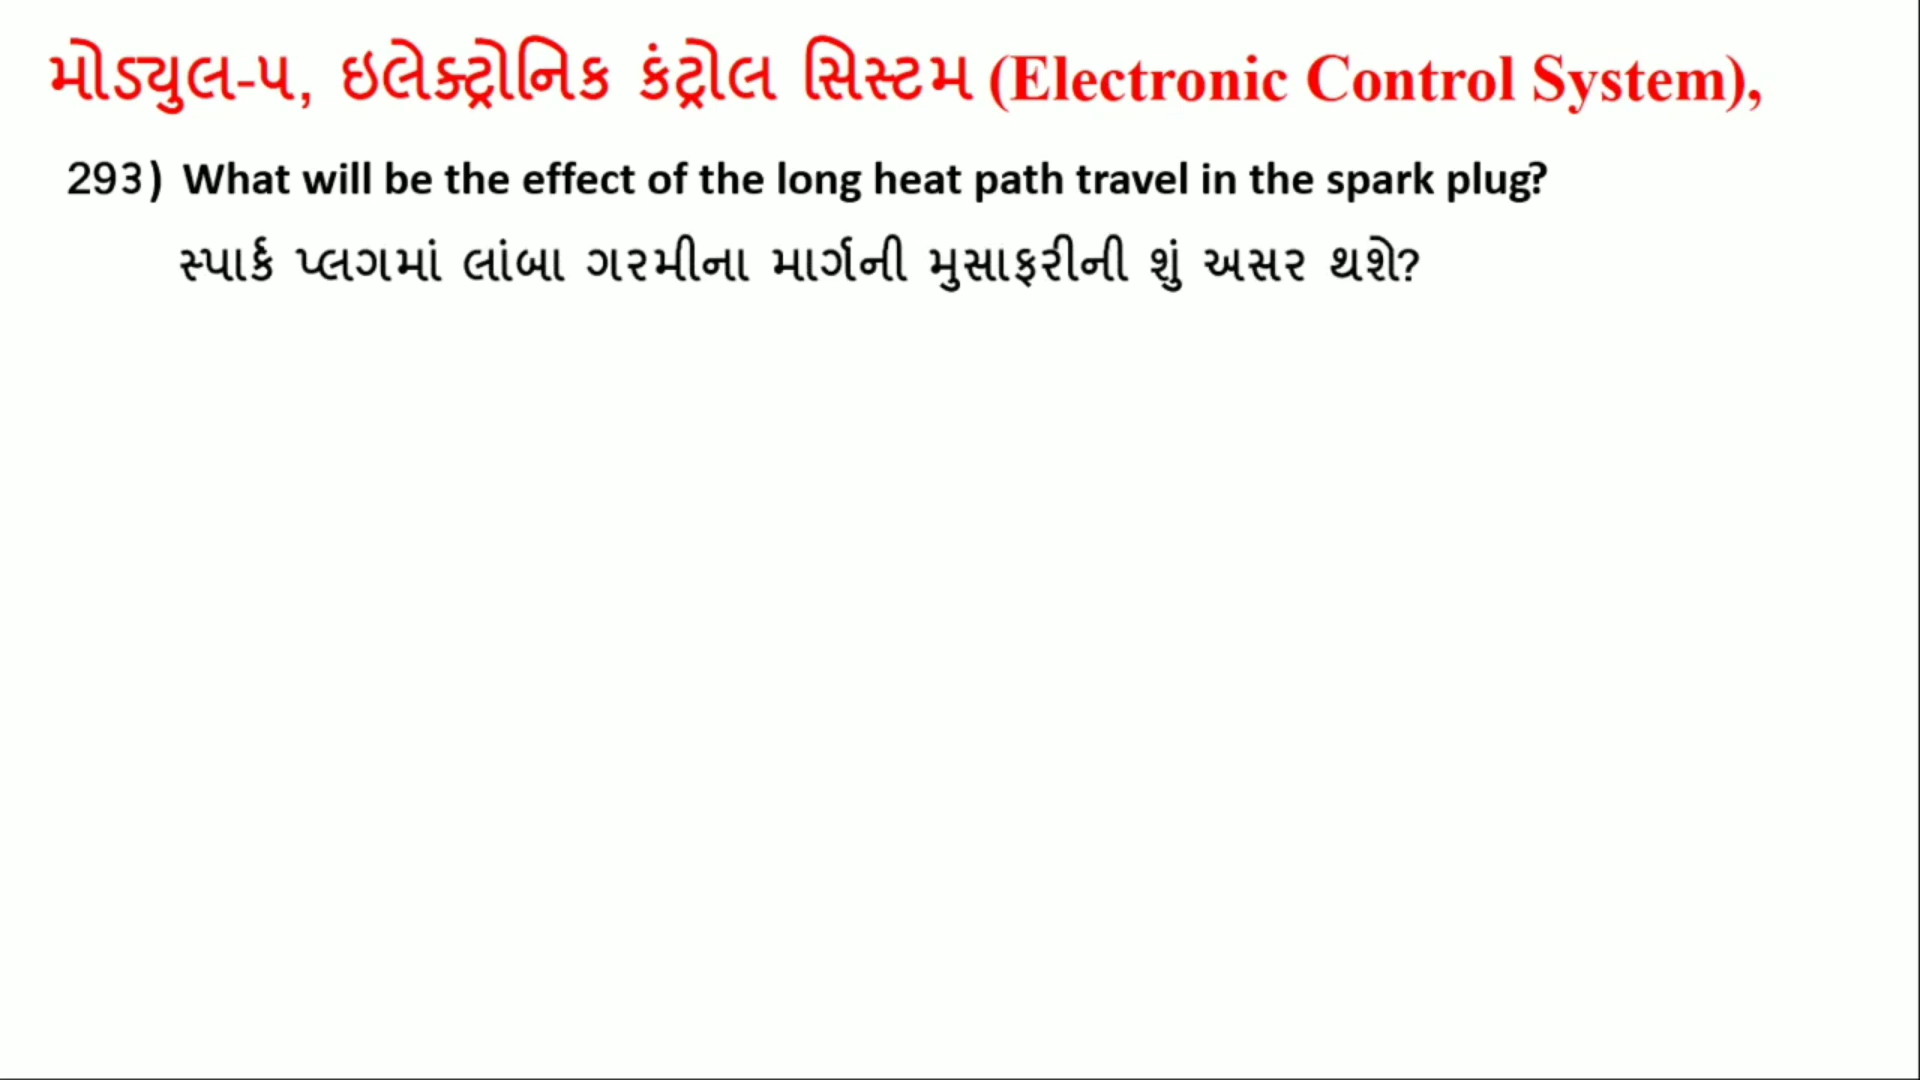 મોડ્યુલ-૫, ઇલેક્ટ્રોનિક કંટ્રોલ સિસ્ટમ (Electronic Control System),
293) What will be the effect of the long heat path travel in the spark plug?
સ્પાર્ક પ્લગમાં લાંબા ગરમીના માર્ગની મુસાફરીની શું અસર થશે?